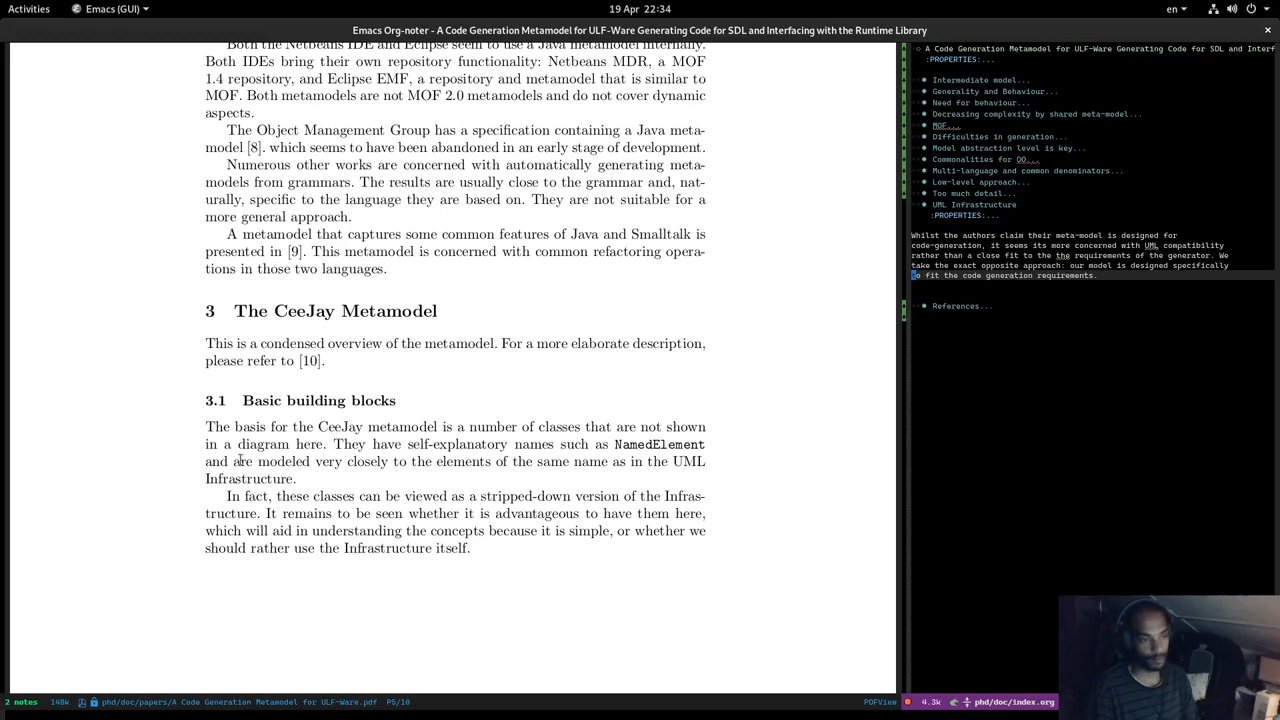 Activities
Emacs (GUI)
19 Apr 22:34
en
Emacs Org-noter - A Code Generation Metamodel for ULF-Ware Generating Code for SDL and Interfacing with the Runtime Library
Both the Netbeans IDE and Eclipse seem to use a Java metamodel internally.
Both IDEs bring their own repository functionality: Netbeans MDR, a MOF
1.4 repository, and Eclipse EMF, a repository and metamodel that is similar to
MOF. Both metamodels are not MOF 2.0 metamodels and do not cover dynamic
aspects.
The Object Management Group has a specification containing a Java meta-
model [8]. which seems to have been abandoned in an early stage of development.
Numerous other works are concerned with automatically generating meta-
models from grammars. The results are usually close to the grammar and, nat-
urally, specific to the language they are based on. They are not suitable for a
more general approach.
A metamodel that captures some common features of Java and Smalltalk is
presented in [9]. This metamodel is concerned with common refactoring opera-
tions in those two languages.
3 The CeeJay Metamodel
This is a condensed overview of the metamodel. For a more elaborate description,
please refer to [10].
3.1 Basic building blocks
The basis for the CeeJay metamodel is a number of classes that are not shown
in a diagram here. They have self-explanatory names such as NamedElement
and are modeled very closely to the elements of the same name as in the UML
Infrastructure.
In fact, these classes can be viewed as a stripped-down version of the Infras-
tructure. It remains to be seen whether it is advantageous to have them here,
which will aid in understanding the concepts because it is simple, or whether we
should rather use the Infrastructure itself.
2 notes 148k phd/doc/papers/A Code Generation Metamodel for ULF-Ware.pdf P5/10 PDFView
A Code Generation Metamodel for ULF-Ware Generating Code for SDL and Interf
:PROPERTIES:...
Intermediate model...
Generality and Behaviour...
Need for behaviour...
Decreasing complexity by shared meta-model...
MOF...
Difficulties in generation...
Model abstraction level is key...
Commonalities for OO...
Multi-language and common denominators...
Low-level approach...
Too much detail...
UML Infrastructure
:PROPERTIES:...
Whilst the authors claim their meta-model is designed for
code-generation, it seems its more concerned with UML compatibility
rather than a close fit to the the requirements of the generator. We
take the exact opposite approach: our model is designed specifically
to fit the code generation requirements.
References...
4.3k phd/doc/index.org